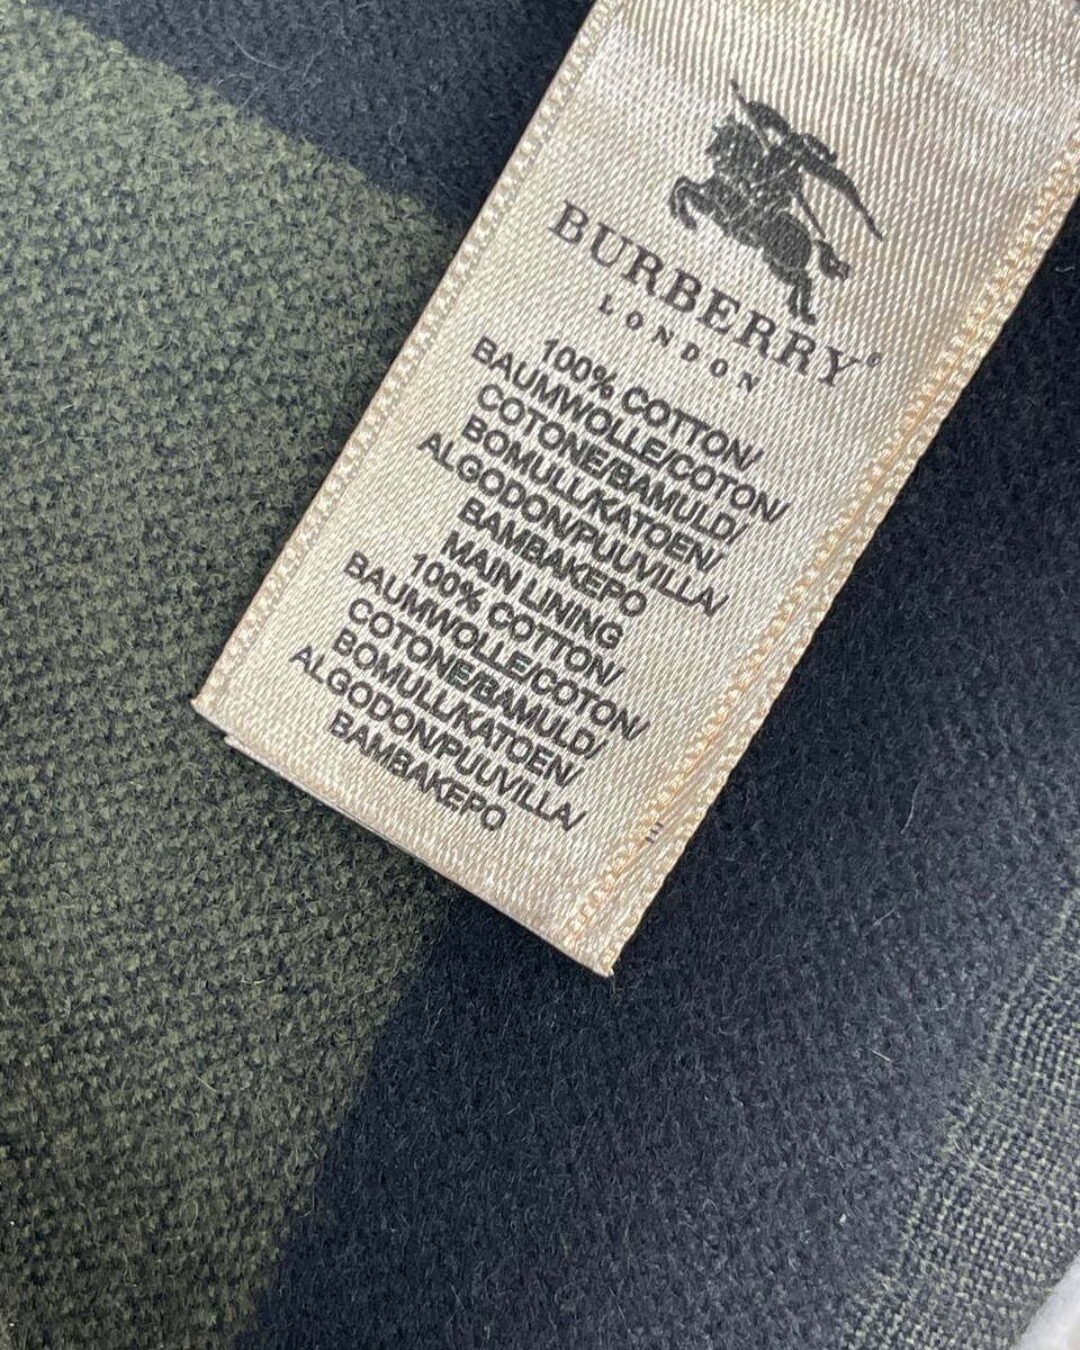 BURBERRY®
LONDON
100% COTTON/
BAUMWOLLE/COTON/
COTONE/BAMULD/
BOMULL/KATOEN/
ALGODON/PUUVILLA/
BAMBAKEPO
MAIN LINING
100% COTTON/
BAUMWOLLE/COTON/
COTONE/BAMULD/
BOMULL/KATOEN/
ALGODON/PUUVILLA/
BAMBAKEPO